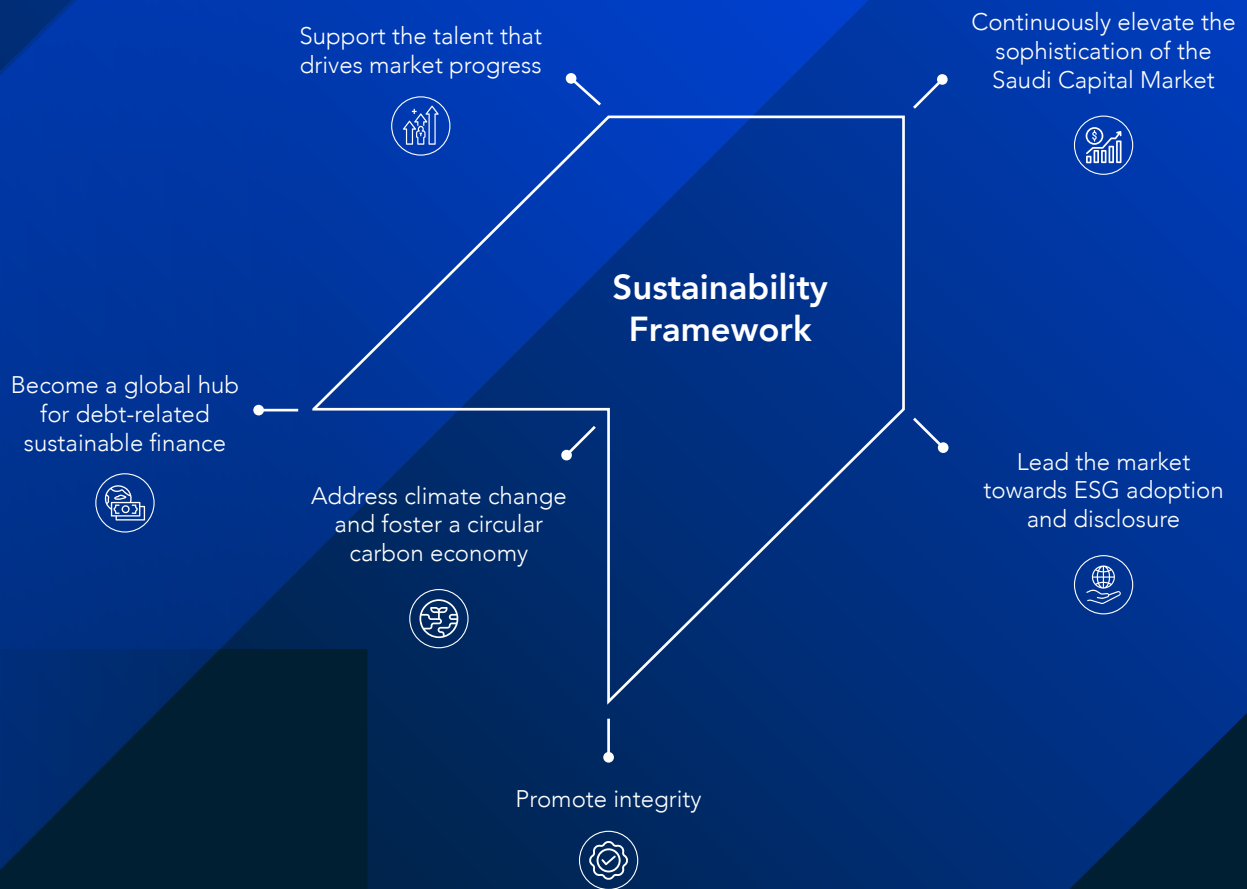 Support the talent that
drives market progress
Continuously elevate the
sophistication of the
Saudi Capital Market
Sustainability
Framework
Become a global hub
for debt-related
sustainable finance
Address climate change
and foster a circular
carbon economy
Lead the market
towards ESG adoption
and disclosure
Promote integrity